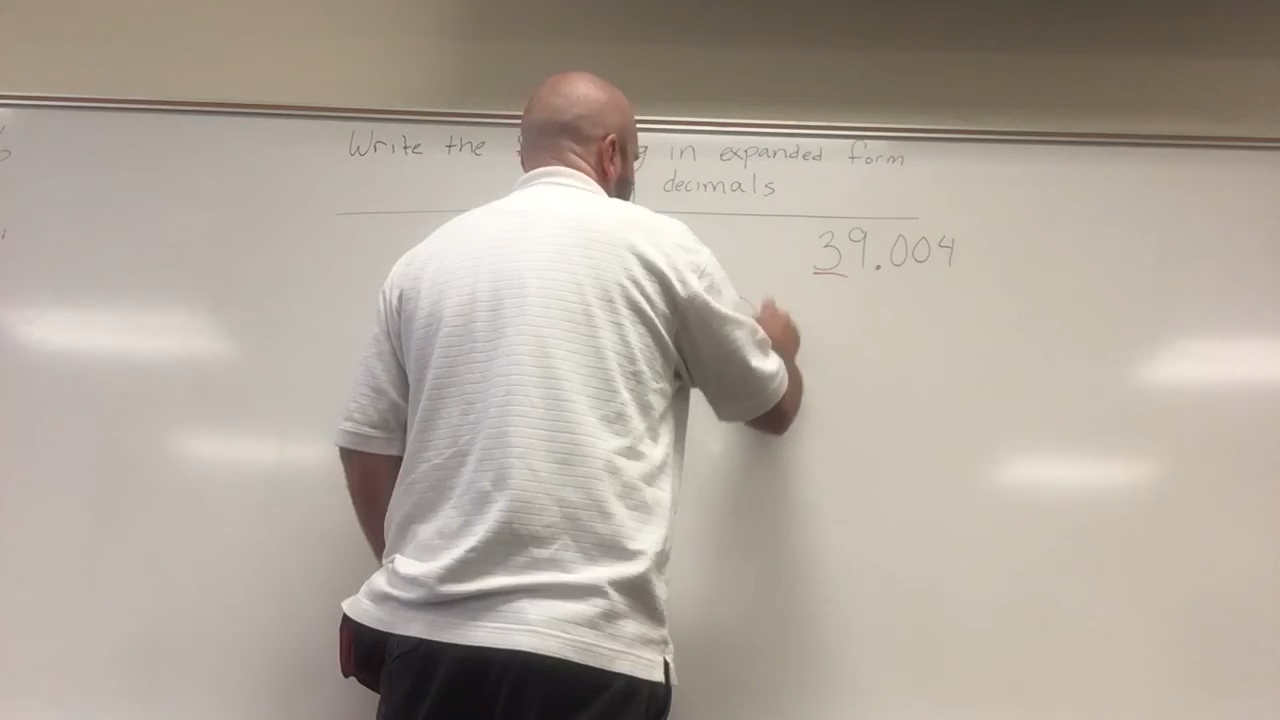 Write the in expanded form
decimals
39.004